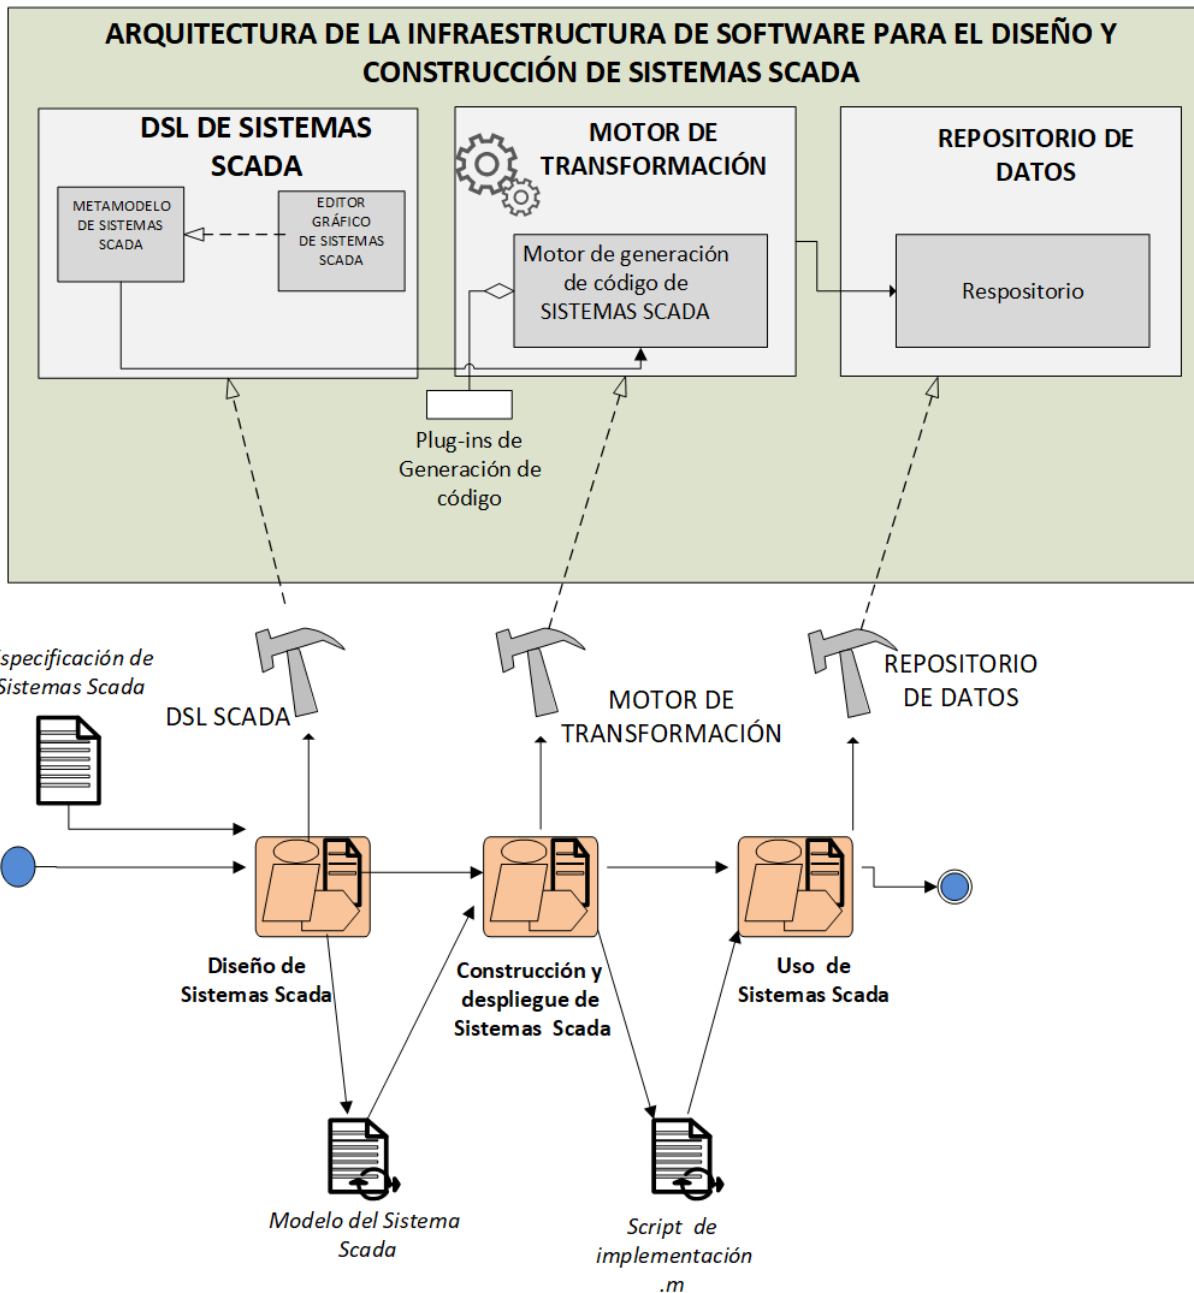 ARQUITECTURA DE LA INFRAESTRUCTURA DE SOFTWARE PARA EL DISEÑO Y
CONSTRUCCIÓN DE SISTEMAS SCADA
DSL DE SISTEMAS
SCADA
METAMODELO
DE SISTEMAS
SCADA
EDITOR
GRÁFICO
DE SISTEMAS
SCADA
MOTOR DE
TRANSFORMACIÓN
Motor de generación
de código de
SISTEMAS SCADA
REPOSITORIO DE
DATOS
Respositorio
Plug-ins de
Generación de
código
specificación de
Sistemas Scada
DSL SCADA
MOTOR DE
TRANSFORMACIÓN
REPOSITORIO
DE DATOS
Diseño de
Sistemas Scada
Construcción y
despliegue de
Sistemas Scada
Uso de
Sistemas Scada
Modelo del Sistema
Scada
Script de
implementación
.m